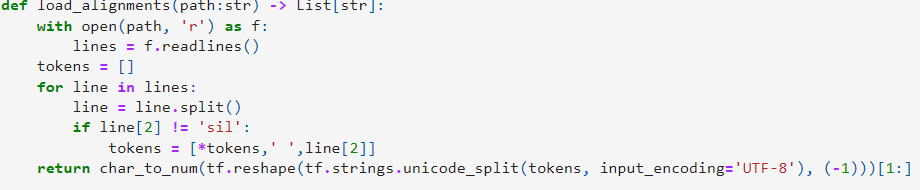 def load_alignments(path:str) -> List[str]:
    with open(path, 'r') as f:
        lines = f.readlines()
    tokens = []
    for line in lines:
        line = line.split()
        if line[2] != 'sil':
            tokens = [*tokens,' ',line[2]]
    return char_to_num(tf.reshape(tf.strings.unicode_split(tokens, input_encoding='UTF-8'), (-1)))[1:]